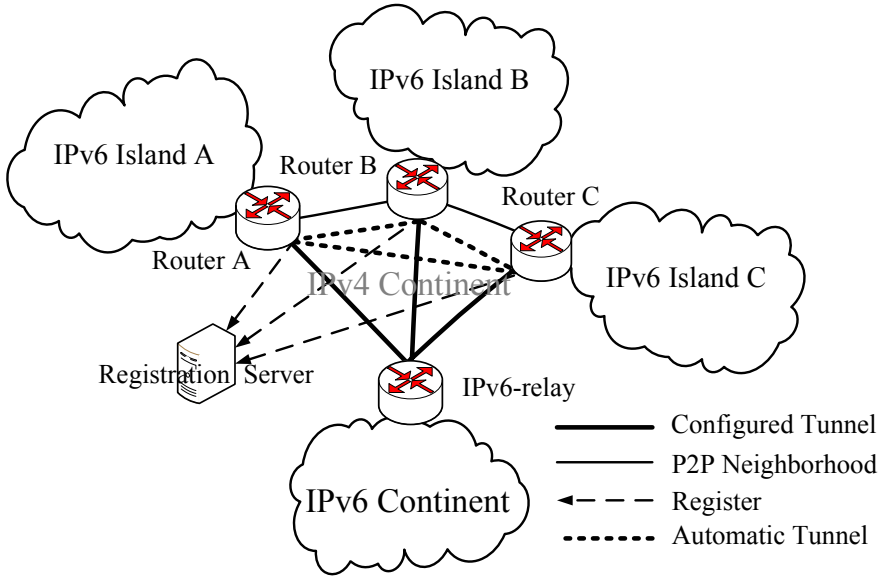 IPv6 Island B
IPv6 Island A
Router B
Router C
Router A
IPv4 Continent
IPv6 Island C
Registration Server
IPv6-relay
Configured Tunnel
P2P Neighborhood
IPv6 Continent
Register
Automatic Tunnel